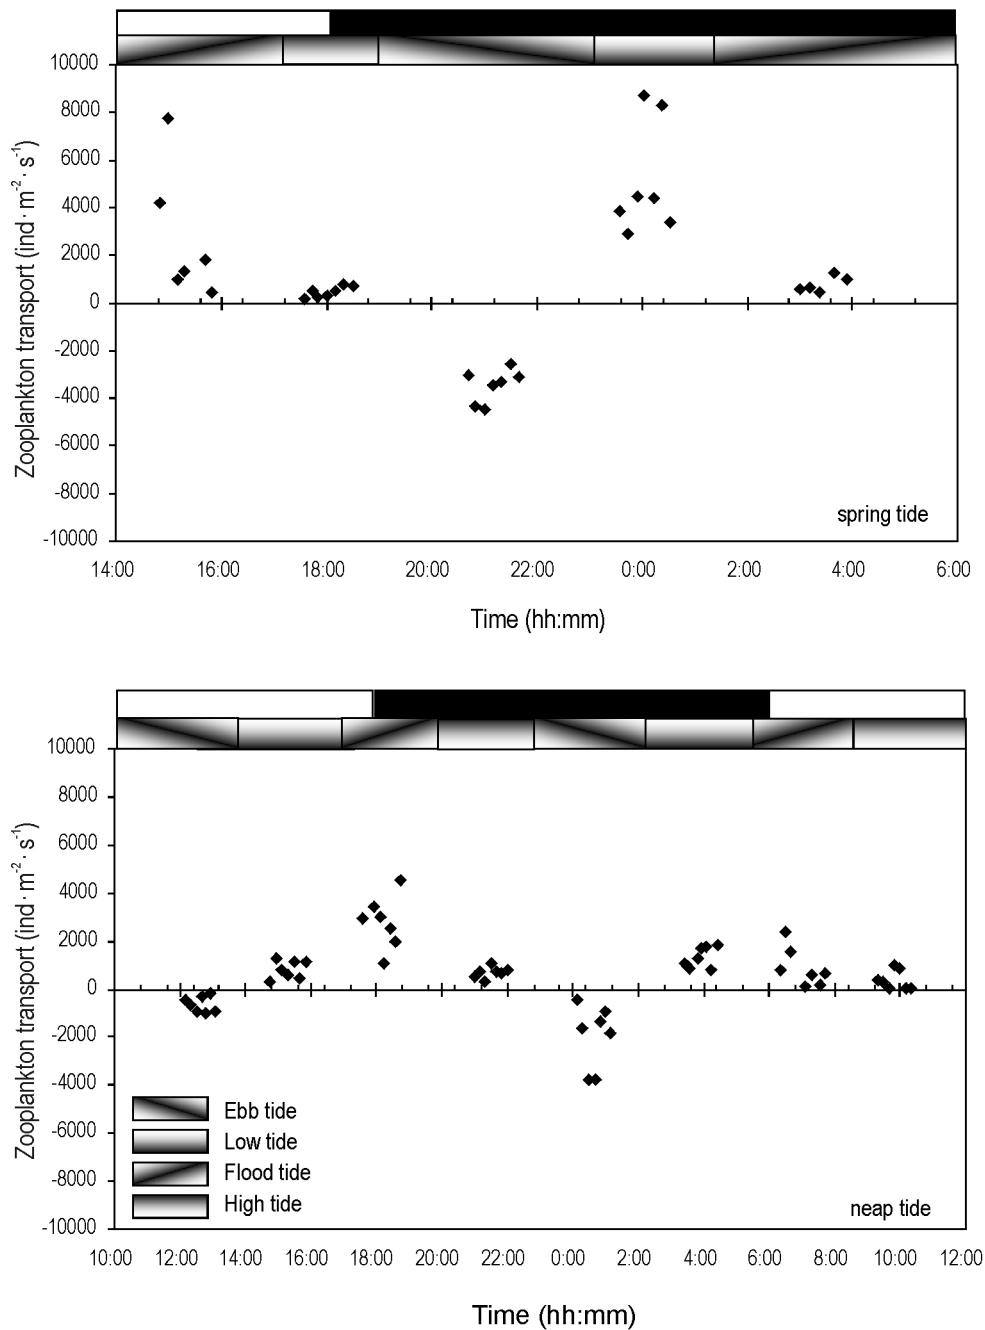 10000
8000
6000
4000
2000
0
-2000
-4000
-6000
-8000
-10000
Zooplankton transport (ind · m⁻² · s⁻¹)
spring tide
14:00 16:00 18:00 20:00 22:00 0:00 2:00 4:00 6:00
Time (hh:mm)
10000
8000
6000
4000
2000
0
-2000
-4000
-6000
-8000
-10000
Zooplankton transport (ind · m⁻² · s⁻¹)
Ebb tide
Low tide
Flood tide
High tide
neap tide
10:00 12:00 14:00 18:00 20:00 22:00 0:00 2:00 4:00 6:00 8:00 10:00 12:00
Time (hh:mm)